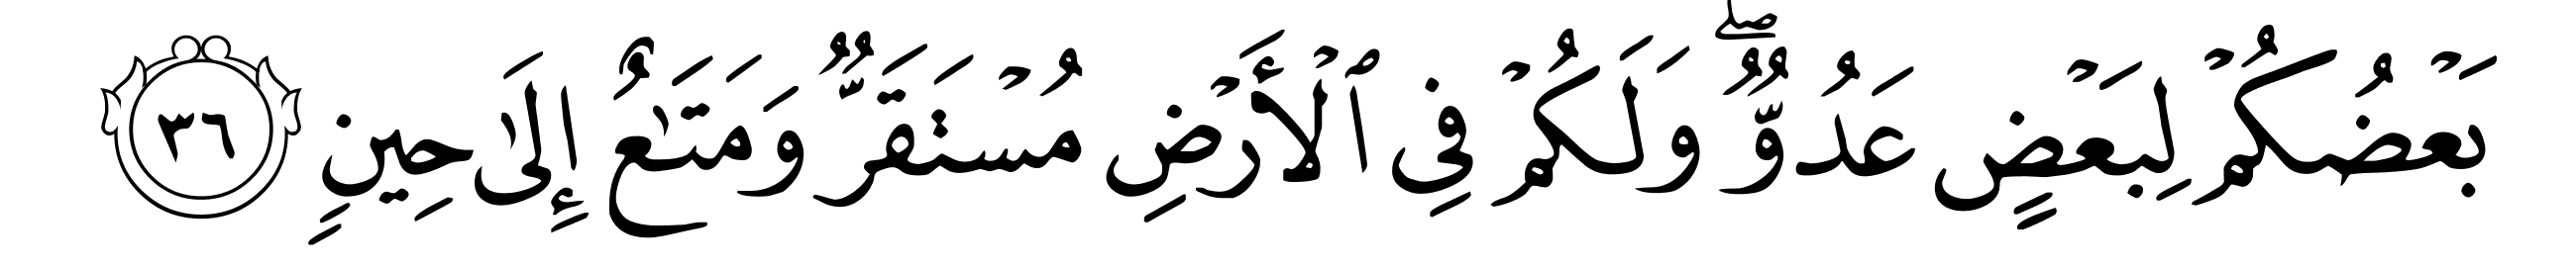 بَعْضُكُمْ لِبَعْضٍ عَدُوٌّ ۖ وَلَكُمْ فِى ٱلْأَرْضِ مُسْتَقَرٌّ وَمَتَـٰعٌ إِلَىٰ حِينٍ ٣٦